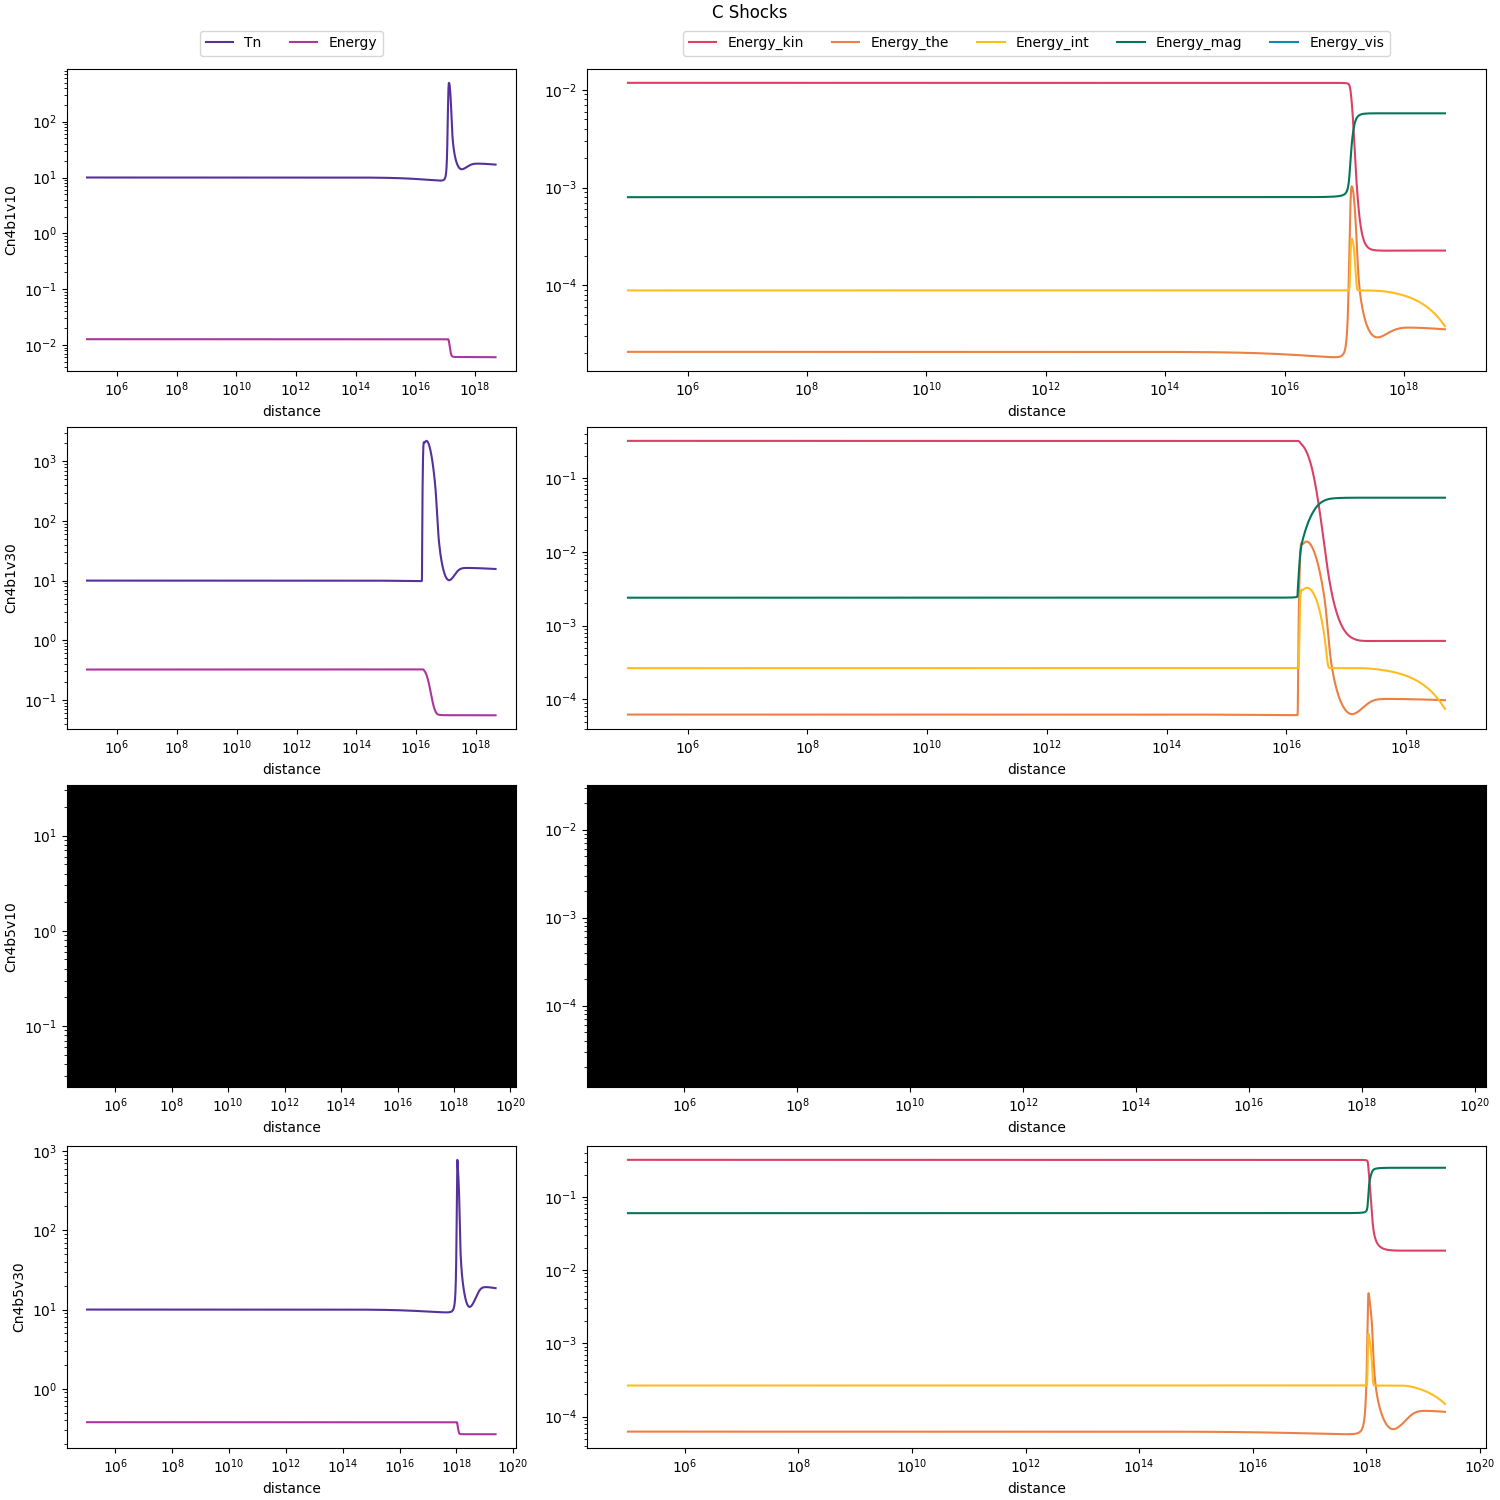 C Shocks
Tn Energy
Energy_kin Energy_the Energy_int Energy_mag Energy_vis
Cn4b1v10
10² 10¹ 10⁰ 10⁻¹ 10⁻²
10⁶ 10⁸ 10¹⁰ 10¹² 10¹⁴ 10¹⁶ 10¹⁸
distance
10⁻² 10⁻³ 10⁻⁴
10⁶ 10⁸ 10¹⁰ 10¹² 10¹⁴ 10¹⁶ 10¹⁸
distance
Cn4b1v30
10³ 10² 10¹ 10⁰ 10⁻¹
10⁶ 10⁸ 10¹⁰ 10¹² 10¹⁴ 10¹⁶ 10¹⁸
distance
10⁻¹ 10⁻² 10⁻³ 10⁻⁴
10⁶ 10⁸ 10¹⁰ 10¹² 10¹⁴ 10¹⁶ 10¹⁸
distance
Cn4b5v10
10¹ 10⁰ 10⁻¹
10⁶ 10⁸ 10¹⁰ 10¹² 10¹⁴ 10¹⁶ 10¹⁸ 10²⁰
distance
10⁻² 10⁻³ 10⁻⁴
10⁶ 10⁸ 10¹⁰ 10¹² 10¹⁴ 10¹⁶ 10¹⁸ 10²⁰
distance
Cn4b5v30
10³ 10² 10¹ 10⁰
10⁶ 10⁸ 10¹⁰ 10¹² 10¹⁴ 10¹⁶ 10¹⁸ 10²⁰
distance
10⁻¹ 10⁻² 10⁻³ 10⁻⁴
10⁶ 10⁸ 10¹⁰ 10¹² 10¹⁴ 10¹⁶ 10¹⁸ 10²⁰
distance